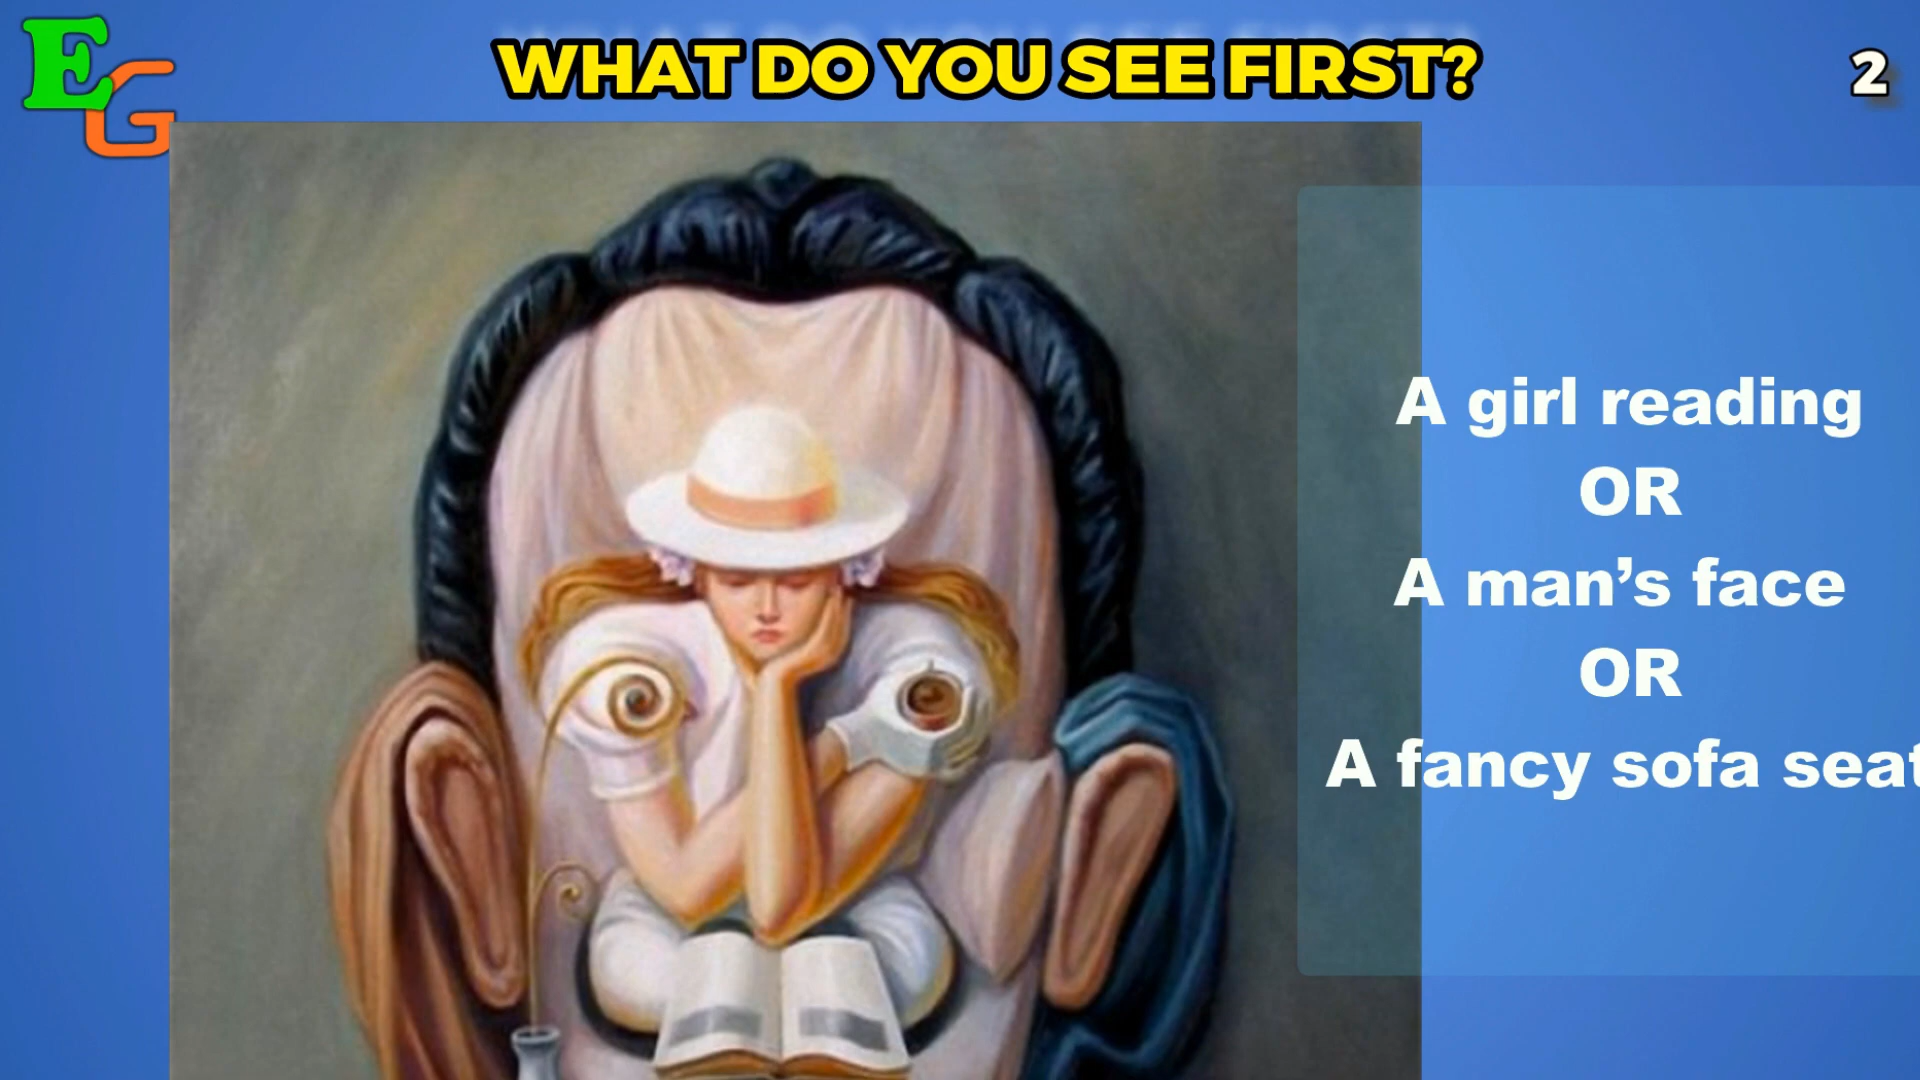 EG
WHAT DO YOU SEE FIRST?
2
A girl reading
OR
A man’s face
OR
A fancy sofa seat